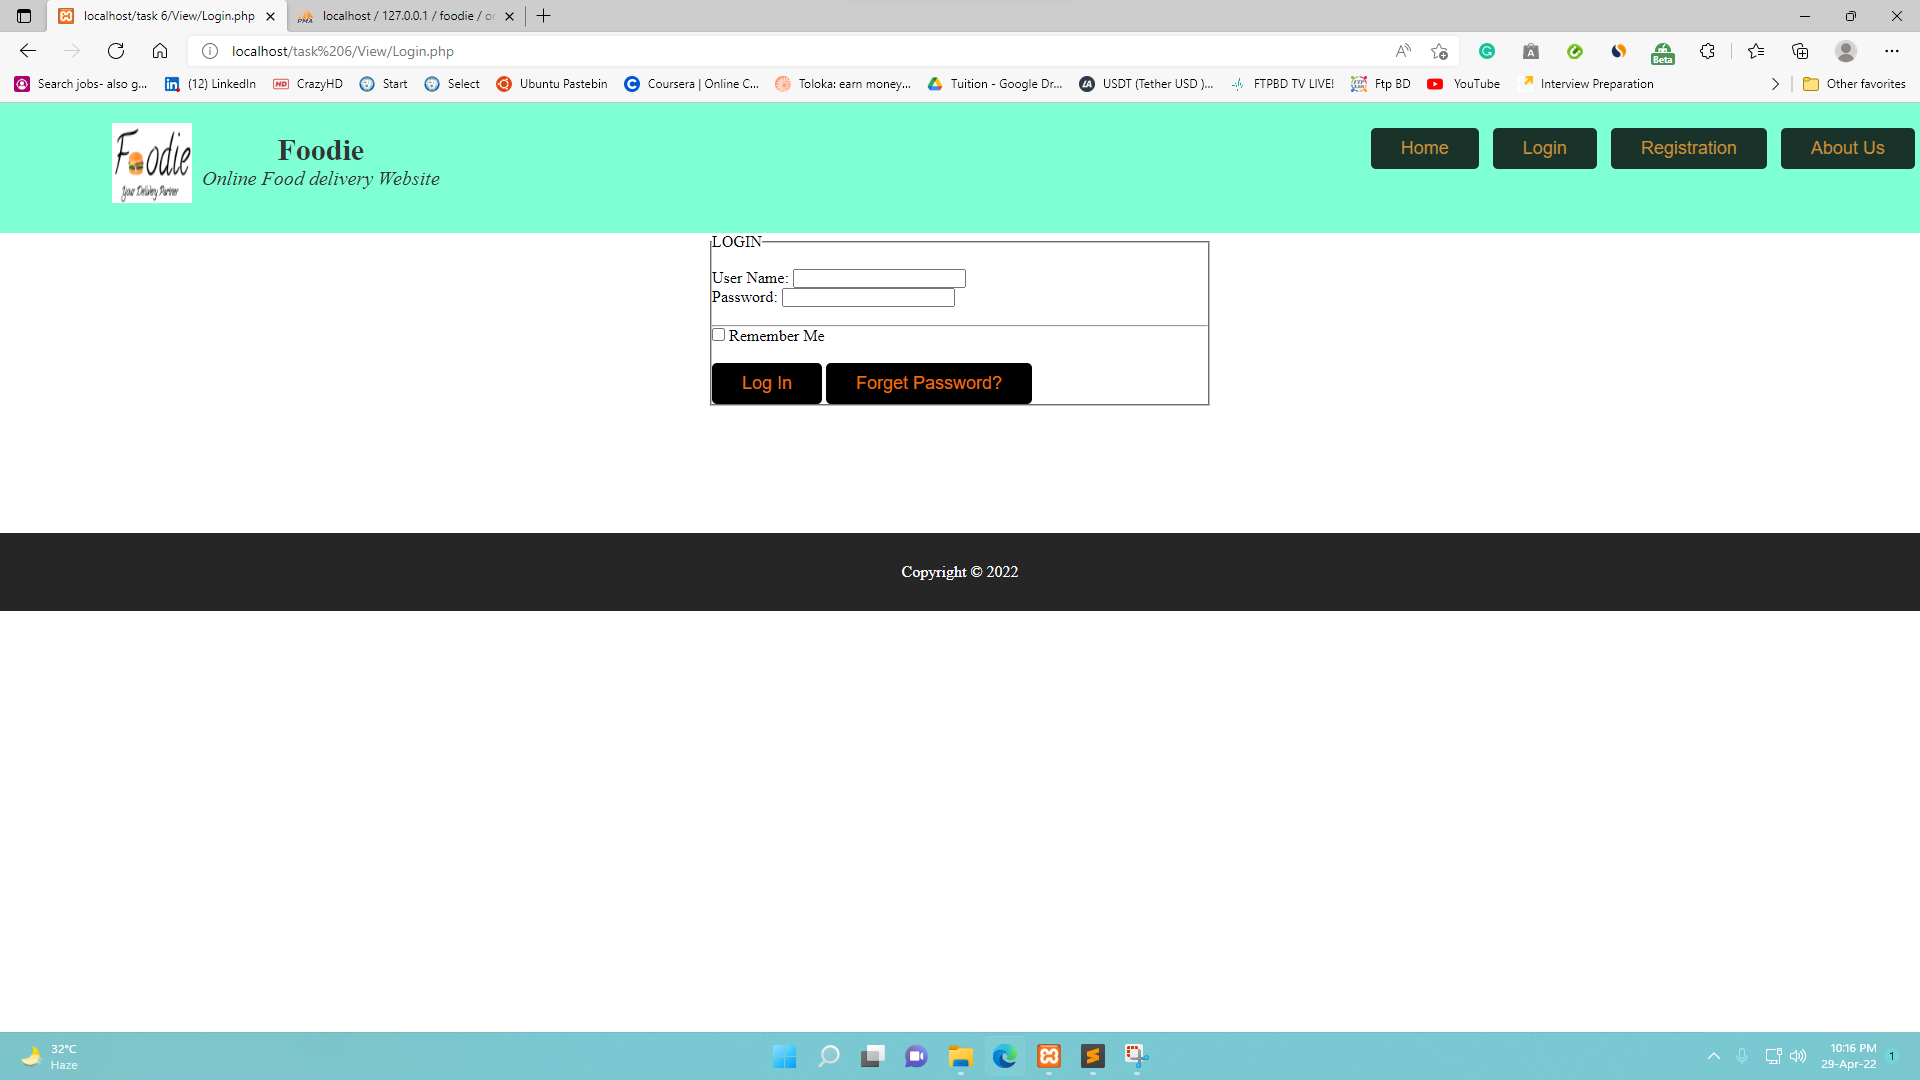 localhost/task 6/View/Login.php
localhost / 127.0.0.1 / foodie / o
localhost/task%206/View/Login.php
Beta
Search jobs- also g...
(12) LinkedIn
HD CrazyHD
Start
Select
Ubuntu Pastebin
Coursera | Online C...
Toloka: earn money...
Tuition - Google Dr...
USDT (Tether USD )...
FTPBD TV LIVE!
Ftp BD
YouTube
Interview Preparation
Other favorites
Foodie
Your Delivery Partner
Foodie
Online Food delivery Website
Home
Login
Registration
About Us
LOGIN
User Name:
Password:
Remember Me
Log In
Forget Password?
Copyright © 2022
32°C
Haze
10:16 PM
29-Apr-22
1